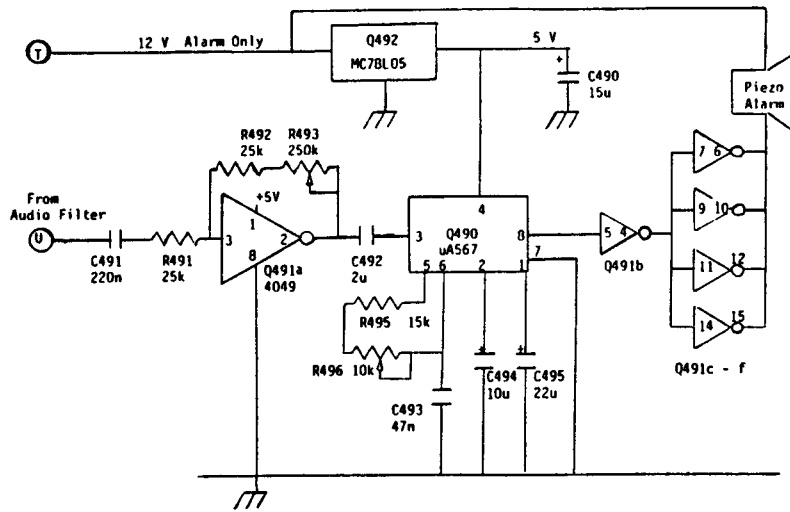 T
12 V Alarm Only
Q492
MC78L05
5 V
+
C490
15u
Piezo
Alarm
R492
25k
R493
250k
+5V
From
Audio Filter
U
C491
220n
R491
25k
3
1
8
2
Q491a
4049
C492
2u
4
3
Q490
uA567
8
7
5
6
2
1
5
4
Q491b
7
6
9
10
11
12
14
15
Q491c - f
R495
15k
R496
10k
C493
47n
+
C494
10u
+
C495
22u